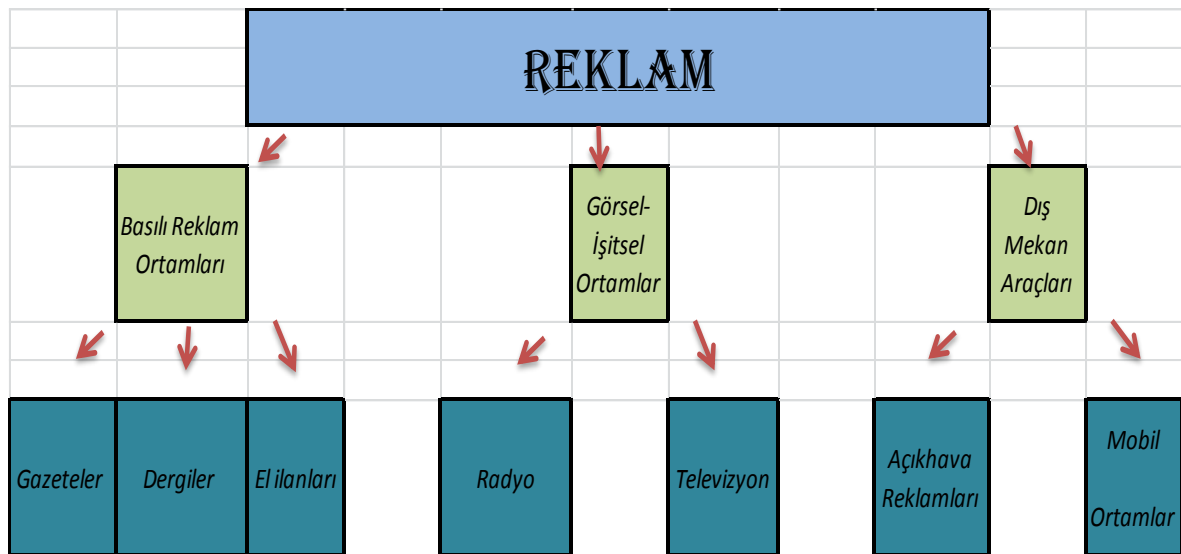 REKLAM
Basılı Reklam
Ortamları
Görsel-
İşitsel
Ortamlar
Dış
Mekan
Araçları
Gazeteler
Dergiler
El ilanları
Radyo
Televizyon
Açıkhava
Reklamları
Mobil
Ortamlar